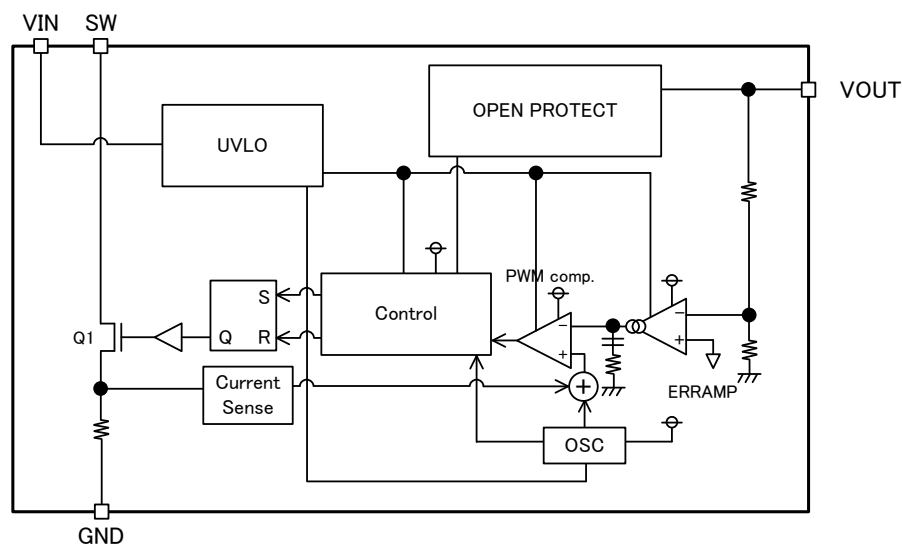 VIN SW
VOUT
OPEN PROTECT
UVLO
PWM comp.
S
Control
−
−
Q1
Q R
+
+
ERRAMP
Current
Sense
+
OSC
GND